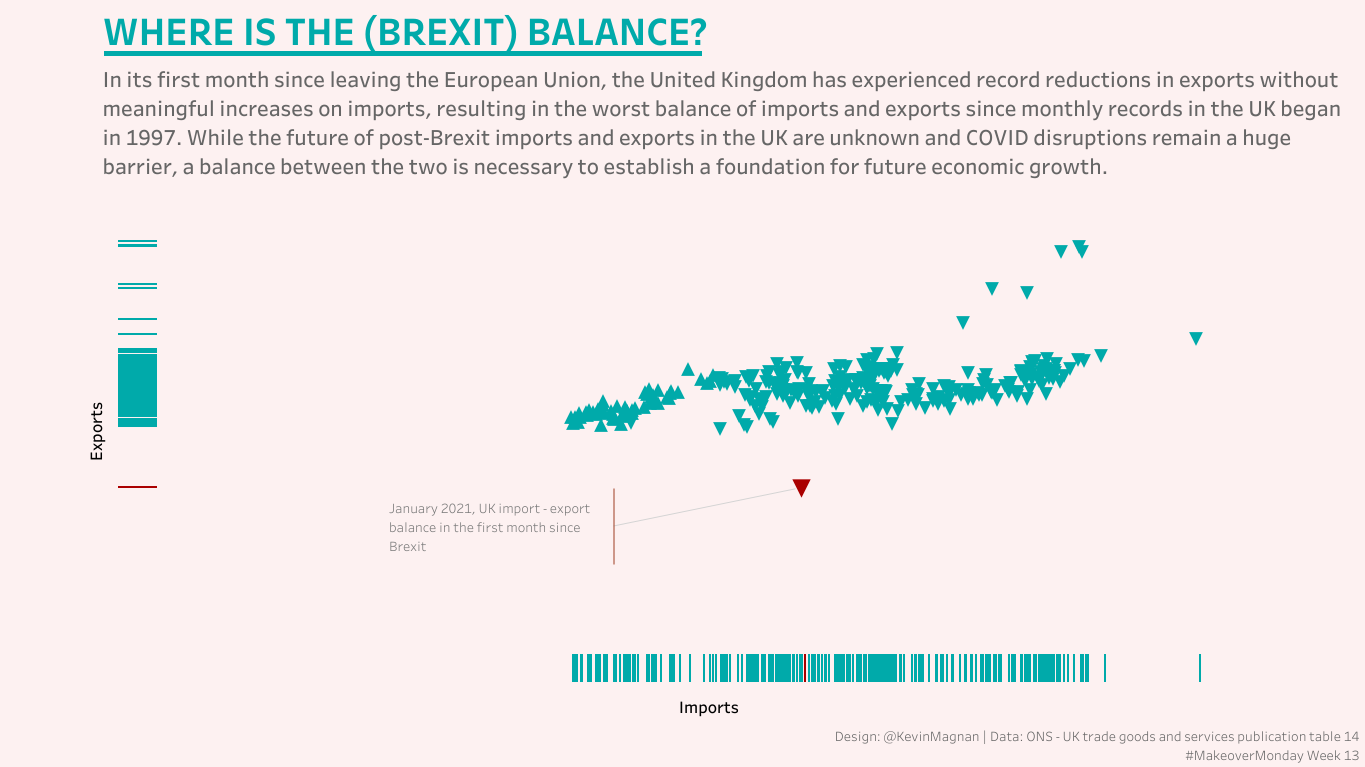 WHERE IS THE (BREXIT) BALANCE?
In its first month since leaving the European Union, the United Kingdom has experienced record reductions in exports without
meaningful increases on imports, resulting in the worst balance of imports and exports since monthly records in the UK began
in 1997. While the future of post-Brexit imports and exports in the UK are unknown and COVID disruptions remain a huge
barrier, a balance between the two is necessary to establish a foundation for future economic growth.
Exports
January 2021, UK import - export
balance in the first month since
Brexit
Imports
Design: @KevinMagnan | Data: ONS - UK trade goods and services publication table 14
#MakeoverMonday Week 13